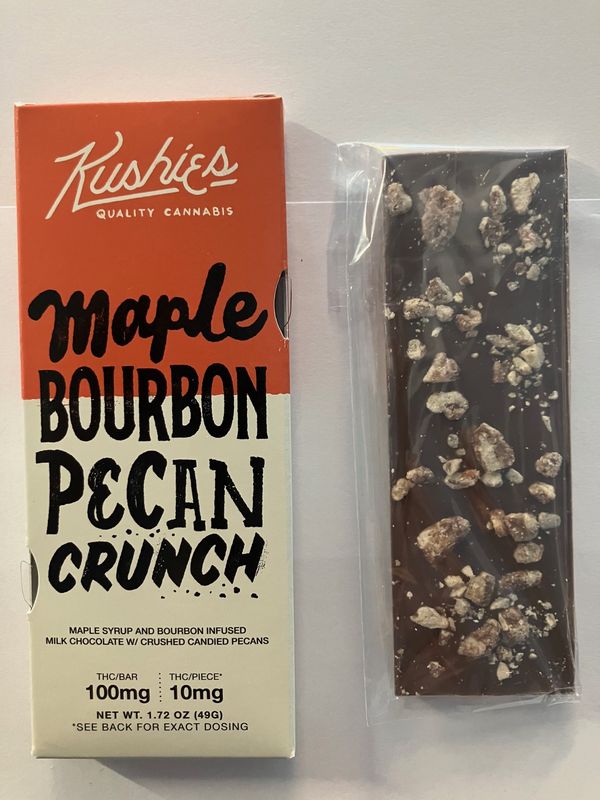 Kushies
QUALITY CANNABIS
Maple
BOURBON
PECAN
CRUNCH
MAPLE SYRUP AND BOURBON INFUSED
MILK CHOCOLATE W/ CRUSHED CANDIED PECANS
THC/BAR THC/PIECE*
100mg 10mg
NET WT. 1.72 OZ (49G)
*SEE BACK FOR EXACT DOSING